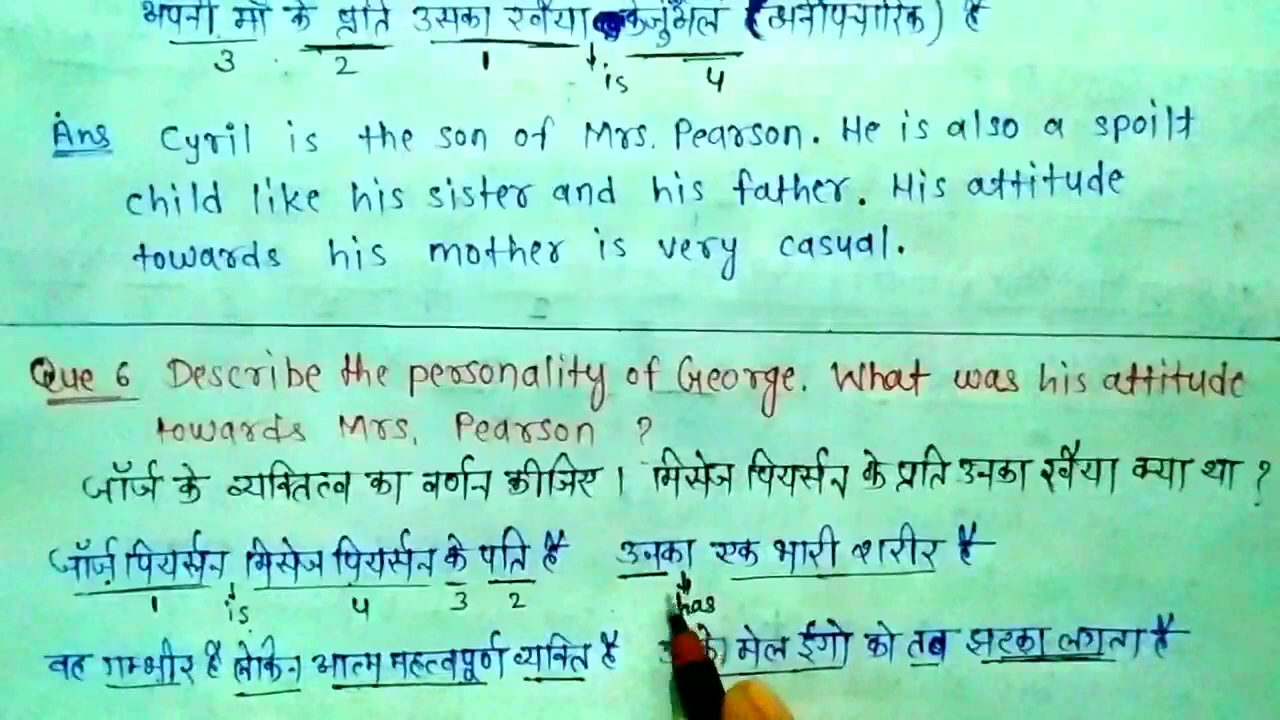 अपनी माँ के प्रति उसका रवैया केजुअल (अनौपचारिक) है
3 2 1 is 4
Ans Cyril is the son of Mrs. Pearson. He is also a spoilt
child like his sister and his father. His attitude
towards his mother is very casual.
Que 6 Describe the personality of George. What was his attitude
towards Mrs. Pearson ?
जॉर्ज के व्यक्तित्व का वर्णन कीजिए। मिसेज पियर्सन के प्रति उनका रवैया क्या था ?
जॉर्ज पियर्सन मिसेज पियर्सन के पति है उनका एक भारी शरीर है
1 is 4 3 2 has
वह गम्भीर है लेकिन आत्म महत्वपूर्ण व्यक्ति है मेल ईगो को तब झटका लगता है